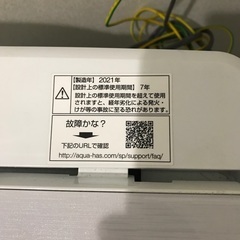 【製造年】2021年
【設計上の標準使用期間】7年
設計上の標準使用期間を超えて使用
されますと、経年劣化による発火・
けが等の事故に至る恐れがあります。
故障かな?
下記のURLで確認
http://aqua-has.com/sp/support/faq/